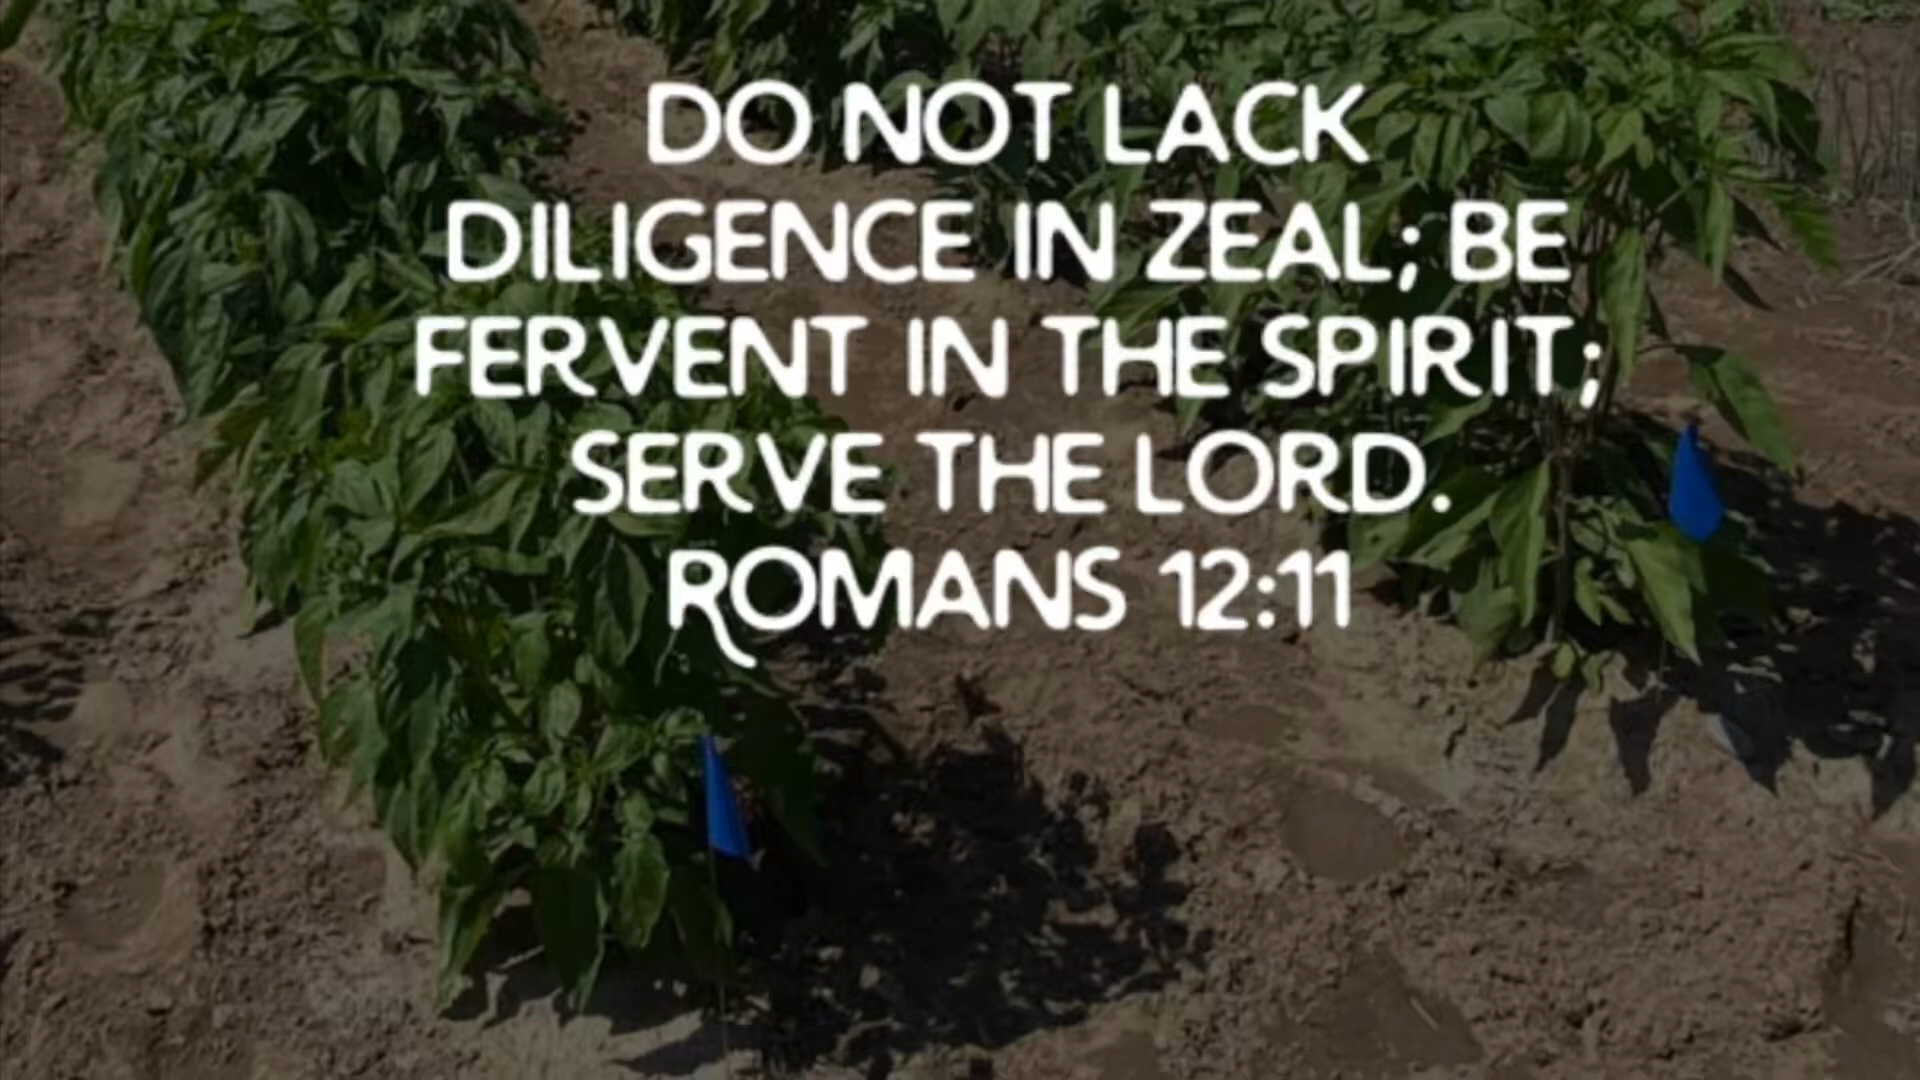 DO NOT LACK
DILIGENCE IN ZEAL; BE
FERVENT IN THE SPIRIT;
SERVE THE LORD.
ROMANS 12:11